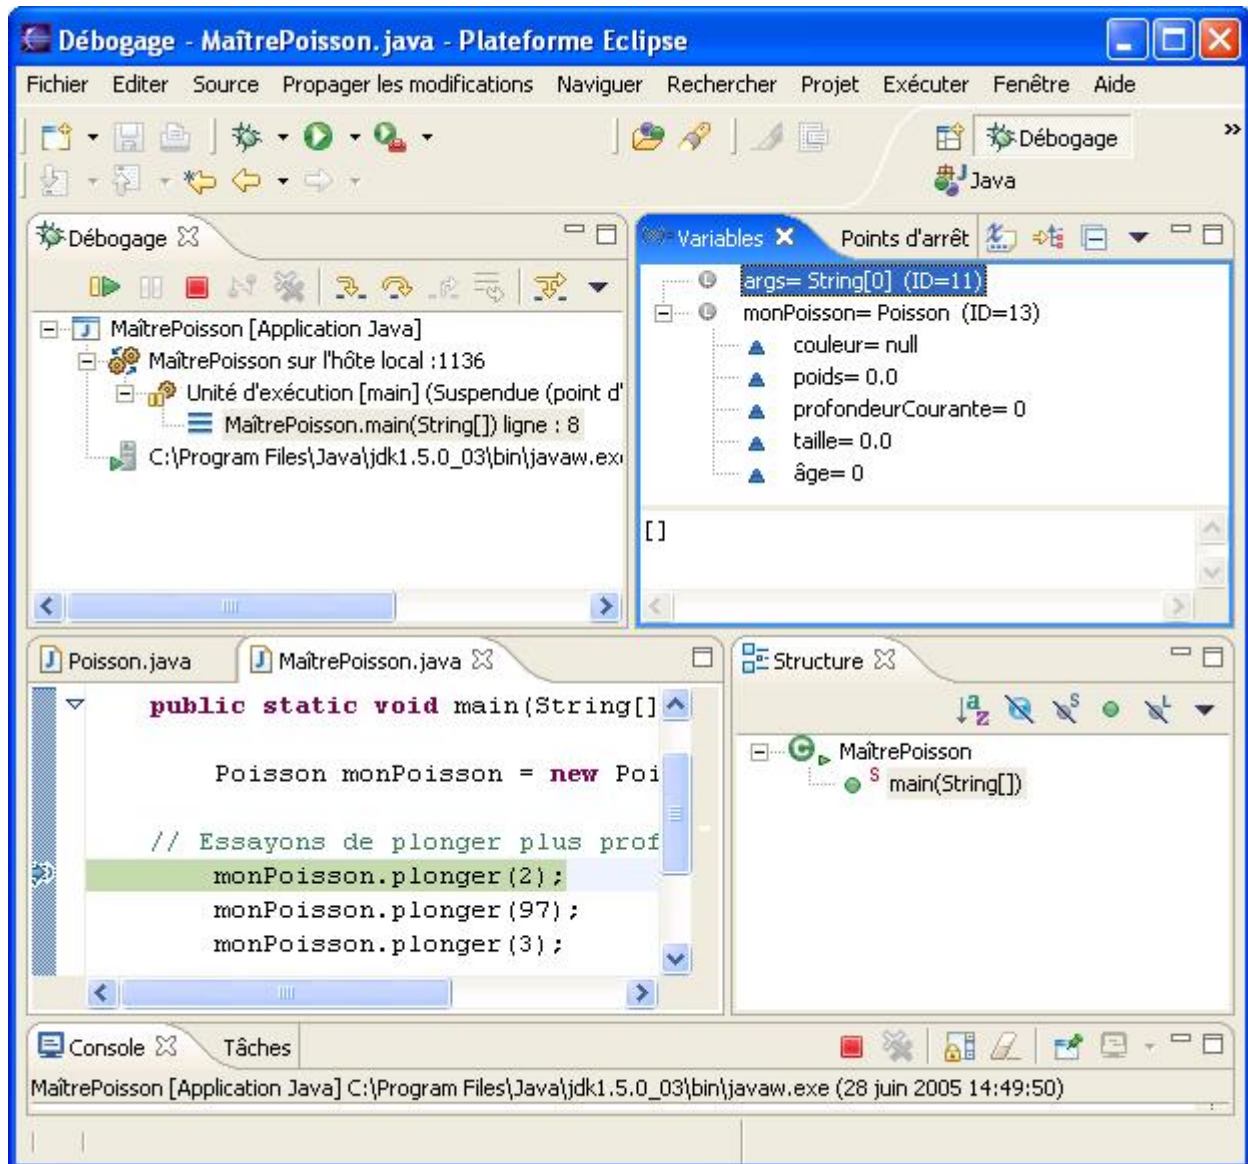 Débogage - MaîtrePoisson.java - Plateforme Eclipse
Fichier Editer Source Propager les modifications Naviguer Rechercher Projet Exécuter Fenêtre Aide
Débogage
Java
Débogage
MaîtrePoisson [Application Java]
MaîtrePoisson sur l'hôte local :1136
Unité d'exécution [main] (Suspendue (point d'
MaîtrePoisson.main(String[]) ligne : 8
C:\Program Files\Java\jdk1.5.0_03\bin\javaw.ex
Variables Points d'arrêt
args= String[0] (ID=11)
monPoisson= Poisson (ID=13)
couleur= null
poids= 0.0
profondeurCourante= 0
taille= 0.0
âge= 0
[]
Poisson.java MaîtrePoisson.java
public static void main(String[]
Poisson monPoisson = new Poi
// Essayons de plonger plus prof
monPoisson.plonger(2);
monPoisson.plonger(97);
monPoisson.plonger(3);
Structure
MaîtrePoisson
main(String[])
Console Tâches
MaîtrePoisson [Application Java] C:\Program Files\Java\jdk1.5.0_03\bin\javaw.exe (28 juin 2005 14:49:50)